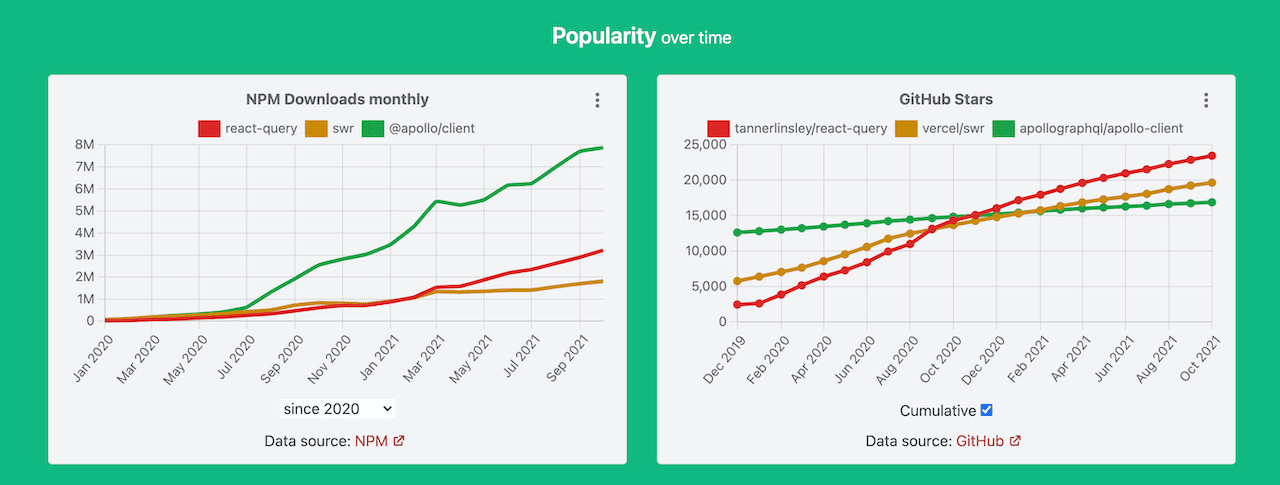 Popularity over time
NPM Downloads monthly
react-query swr @apollo/client
8M
7M
6M
5M
4M
3M
2M
1M
0
Jan 2020 Mar 2020 May 2020 Jul 2020 Sep 2020 Nov 2020 Jan 2021 Mar 2021 May 2021 Jul 2021 Sep 2021
since 2020
Data source: NPM
GitHub Stars
tannerlinsley/react-query vercel/swr apollographql/apollo-client
25,000
20,000
15,000
10,000
5,000
0
Dec 2019 Feb 2020 Apr 2020 Jun 2020 Aug 2020 Oct 2020 Dec 2020 Feb 2021 Apr 2021 Jun 2021 Aug 2021 Oct 2021
Cumulative
Data source: GitHub